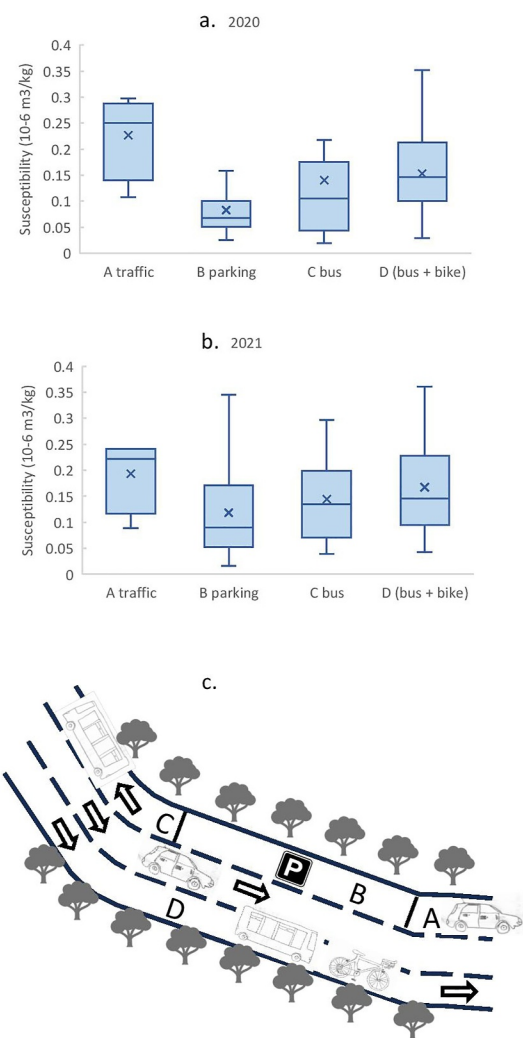 a. 2020
Susceptibility (10-6 m3/kg)
0.4
0.35
0.3
0.25
0.2
0.15
0.1
0.05
0
A traffic B parking C bus D (bus + bike)
b. 2021
Susceptibility (10-6 m3/kg)
0.4
0.35
0.3
0.25
0.2
0.15
0.1
0.05
0
A traffic B parking C bus D (bus + bike)
c.
C
P
B
A
D